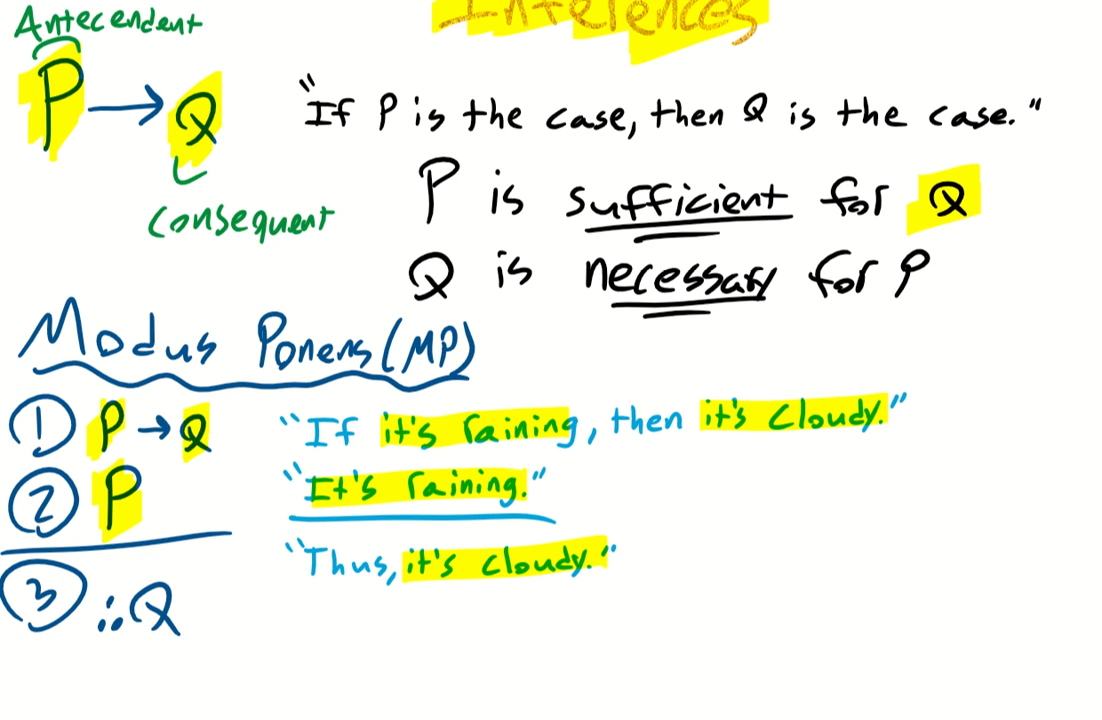 Inferences
Antecendent
P → Q
Consequent
"If P is the case, then Q is the case."
P is sufficient for Q
Q is necessary for P
Modus Ponens (MP)
① P → Q "If it's raining, then it's cloudy."
② P "It's raining."
③ ∴ Q "Thus, it's cloudy."